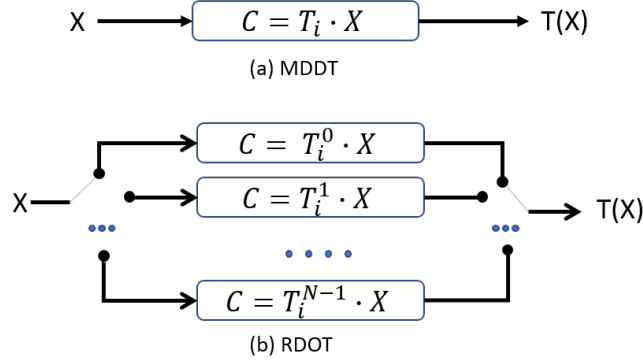 X C = T_i · X T(X)
(a) MDDT
C = T_i^0 · X
X C = T_i^1 · X T(X)
C = T_i^{N-1} · X
(b) RDOT